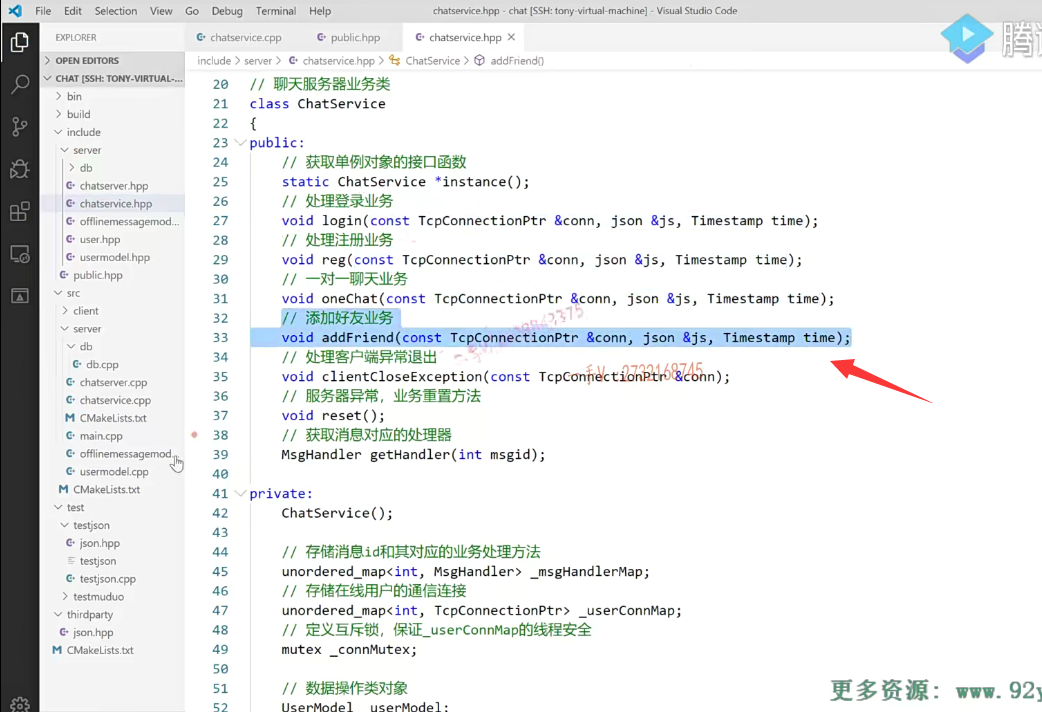 File Edit Selection View Go Debug Terminal Help chatservice.hpp - chat [SSH: tony-virtual-machine] - Visual Studio Code
EXPLORER
chatservice.cpp public.hpp chatservice.hpp
include > server > chatservice.hpp > ChatService > addFriend()
OPEN EDITORS
CHAT [SSH: TONY-VIRTUAL-...
bin
build
include
server
db
chatserver.hpp
chatservice.hpp
offlinemessagemod...
user.hpp
usermodel.hpp
public.hpp
src
client
server
db
db.cpp
chatserver.cpp
chatservice.cpp
CMakeLists.txt
main.cpp
offlinemessagemod...
usermodel.cpp
CMakeLists.txt
test
testjson
json.hpp
testjson
testjson.cpp
testmuduo
thirdparty
json.hpp
CMakeLists.txt
20 // 聊天服务器业务类
21 class ChatService
22 {
23 public:
24 // 获取单例对象的接口函数
25 static ChatService *instance();
26 // 处理登录业务
27 void login(const TcpConnectionPtr &conn, json &js, Timestamp time);
28 // 处理注册业务
29 void reg(const TcpConnectionPtr &conn, json &js, Timestamp time);
30 // 一对一聊天业务
31 void oneChat(const TcpConnectionPtr &conn, json &js, Timestamp time);
32 // 添加好友业务
33 void addFriend(const TcpConnectionPtr &conn, json &js, Timestamp time);
34 // 处理客户端异常退出
35 void clientCloseException(const TcpConnectionPtr &conn);
36 // 服务器异常，业务重置方法
37 void reset();
38 // 获取消息对应的处理器
39 MsgHandler getHandler(int msgid);
40
41 private:
42 ChatService();
43
44 // 存储消息id和其对应的业务处理方法
45 unordered_map<int, MsgHandler> _msgHandlerMap;
46 // 存储在线用户的通信连接
47 unordered_map<int, TcpConnectionPtr> _userConnMap;
48 // 定义互斥锁，保证_userConnMap的线程安全
49 mutex _connMutex;
50
51 // 数据操作类对象
52 UserModel _userModel;
2732168745
腾
更多资源：www.92y